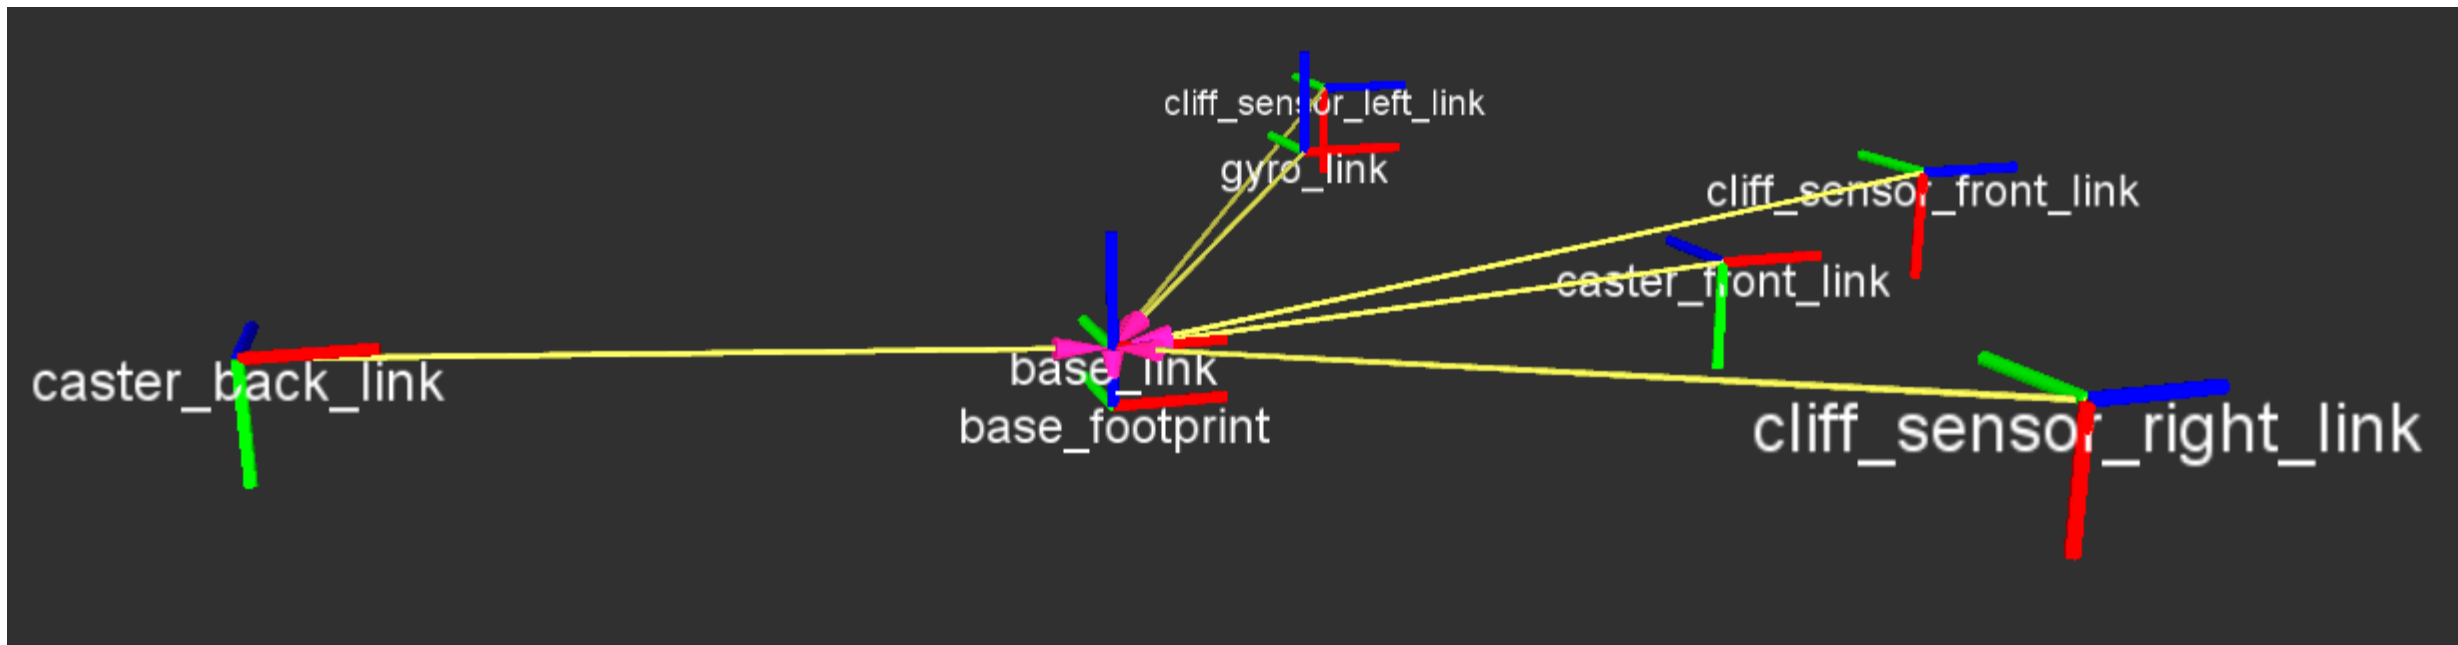 cliff_sensor_left_link
gyro_link
cliff_sensor_front_link
caster_front_link
caster_back_link
base_link
base_footprint
cliff_sensor_right_link